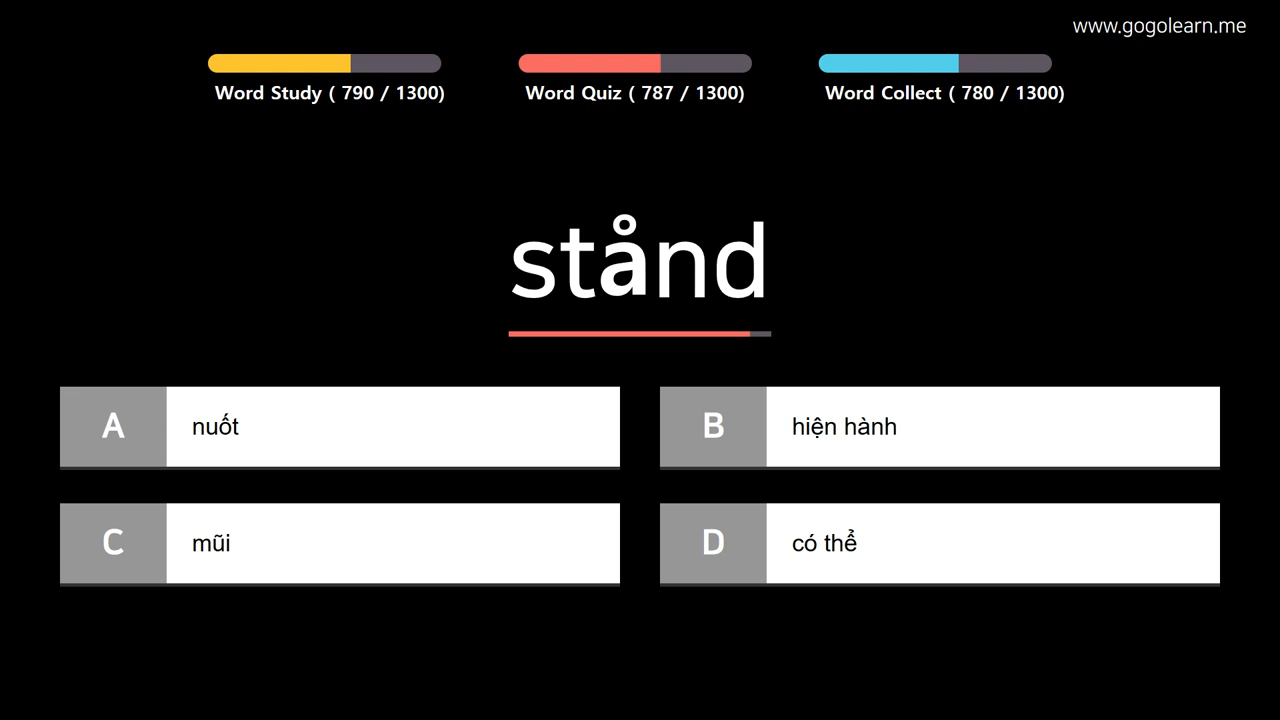 www.gogolearn.me
Word Study ( 790 / 1300)
Word Quiz ( 787 / 1300)
Word Collect ( 780 / 1300)
stånd
A nuốt
B hiện hành
C mũi
D có thể